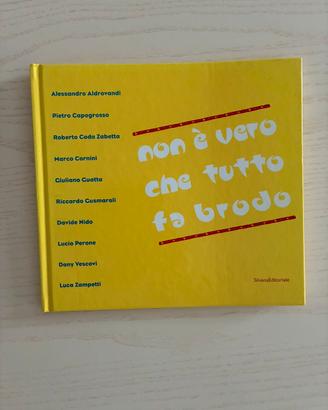 Alessandro Aldrovandi
Pietro Capogrosso
Roberto Coda Zabetta
Marco Cornini
Giuliano Guatta
Riccardo Gusmaroli
Davide Nido
Lucio Perone
Dany Vescovi
Luca Zampetti
non è vero
che tutto
fa brodo
SilvanaEditoriale